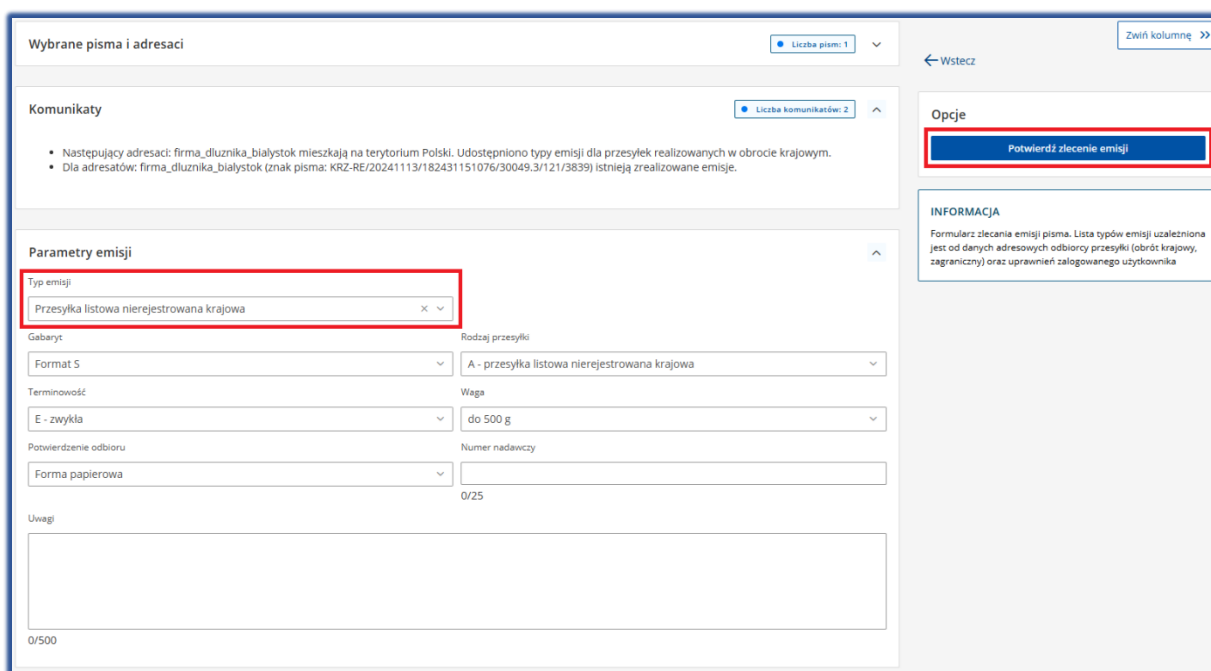 Wybrane pisma i adresaci
Liczba pism: 1
Komunikaty
Liczba komunikatów: 2
Następujący adresaci: firma_dluznika_bialystok mieszkają na terytorium Polski. Udostępniono typy emisji dla przesyłek realizowanych w obrocie krajowym.
Dla adresatów: firma_dluznika_bialystok (znak pisma: KRZ-RE/20241113/182431151076/30049.3/121/3839) istnieją zrealizowane emisje.
Parametry emisji
Typ emisji
Przesyłka listowa nierejestrowana krajowa
Gabaryt
Rodzaj przesyłki
Format S
A - przesyłka listowa nierejestrowana krajowa
Terminowość
Waga
E - zwykła
do 500 g
Potwierdzenie odbioru
Numer nadawczy
Forma papierowa
0/25
Uwagi
0/500
Zwiń kolumnę
Wstecz
Opcje
Potwierdź zlecenie emisji
INFORMACJA
Formularz zlecania emisji pisma. Lista typów emisji uzależniona
jest od danych adresowych odbiorcy przesyłki (obrót krajowy,
zagraniczny) oraz uprawnień zalogowanego użytkownika